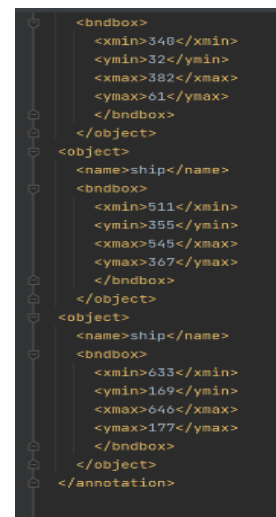 <bndbox>
<xmin>340</xmin>
<ymin>32</ymin>
<xmax>382</xmax>
<ymax>61</ymax>
</bndbox>
</object>
<object>
<name>ship</name>
<bndbox>
<xmin>511</xmin>
<ymin>355</ymin>
<xmax>545</xmax>
<ymax>367</ymax>
</bndbox>
</object>
<object>
<name>ship</name>
<bndbox>
<xmin>633</xmin>
<ymin>169</ymin>
<xmax>646</xmax>
<ymax>177</ymax>
</bndbox>
</object>
</annotation>